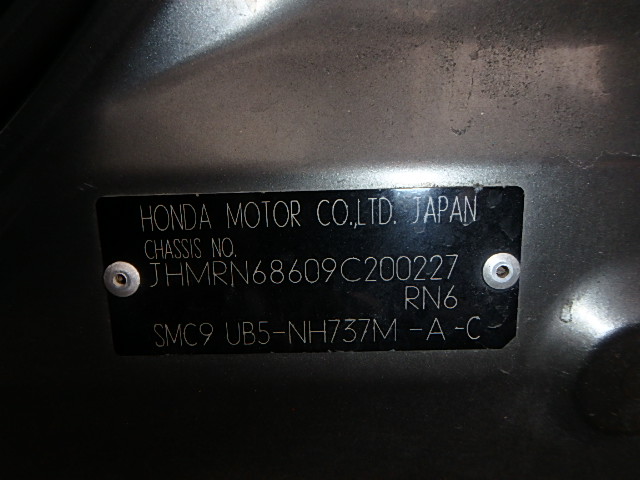 HONDA MOTOR CO.,LTD. JAPAN
CHASSIS NO.
JHMRN68609C200227
RN6
SMC9 UB5-NH737M -A -C